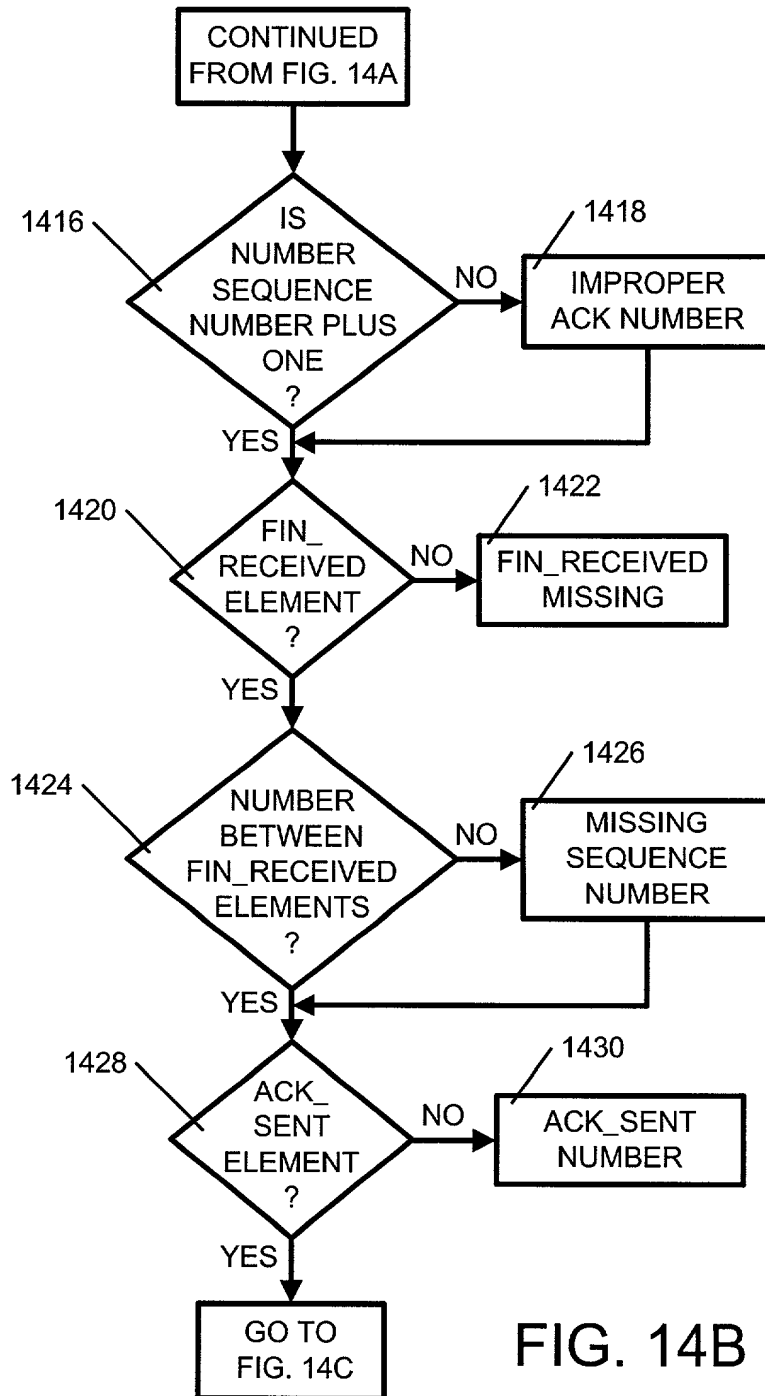 CONTINUED
FROM FIG. 14A
1416
IS
NUMBER
SEQUENCE
NUMBER PLUS
ONE
?
NO
1418
IMPROPER
ACK NUMBER
YES
1420
FIN_
RECEIVED
ELEMENT
?
NO
1422
FIN_RECEIVED
MISSING
YES
1424
NUMBER
BETWEEN
FIN_RECEIVED
ELEMENTS
?
NO
1426
MISSING
SEQUENCE
NUMBER
YES
1428
ACK_
SENT
ELEMENT
?
NO
1430
ACK_SENT
NUMBER
YES
GO TO
FIG. 14C
FIG. 14B